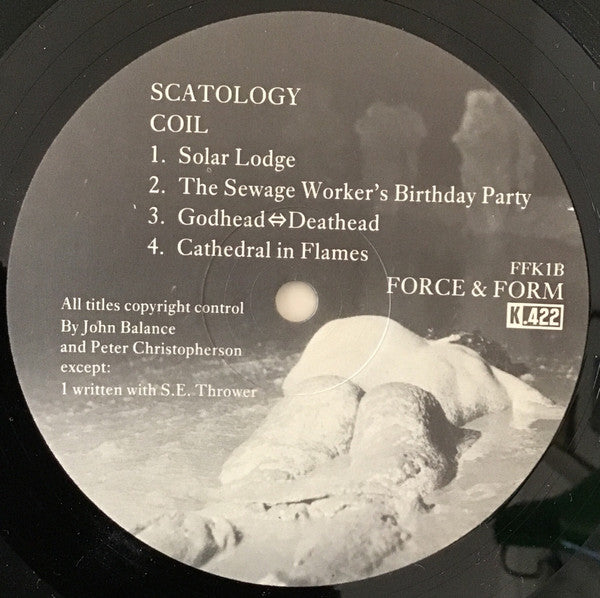 SCATOLOGY
COIL
1. Solar Lodge
2. The Sewage Worker's Birthday Party
3. Godhead⇔Deathhead
4. Cathedral in Flames
FFK1B
FORCE & FORM
K.422
All titles copyright control
By John Balance
and Peter Christopherson
except:
1 written with S.E. Thrower